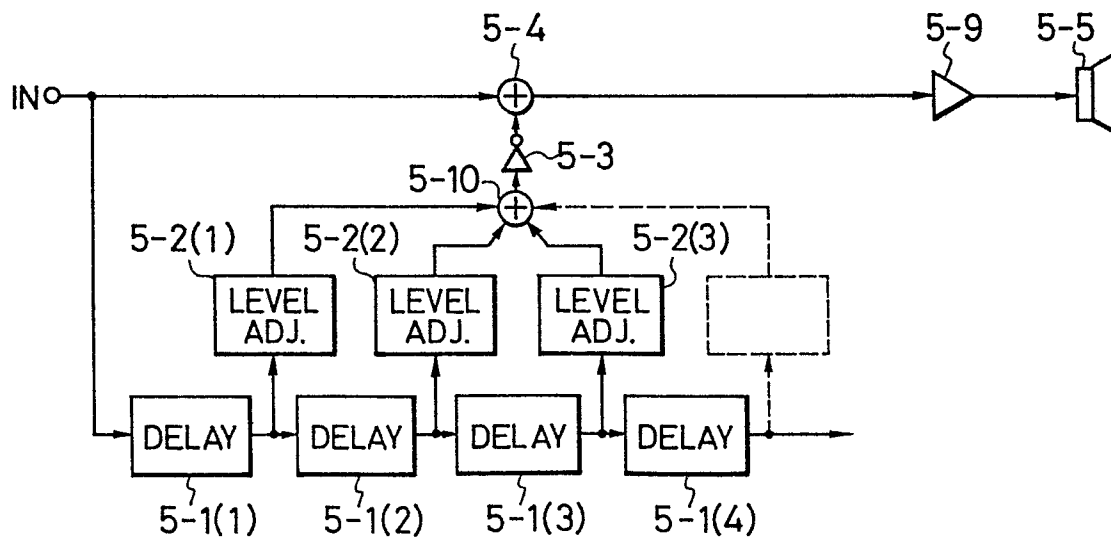 5-4
5-9
5-5
IN
5-3
5-10
5-2(1)
5-2(2)
5-2(3)
LEVEL
ADJ.
LEVEL
ADJ.
LEVEL
ADJ.
DELAY
DELAY
DELAY
DELAY
5-1(1)
5-1(2)
5-1(3)
5-1(4)